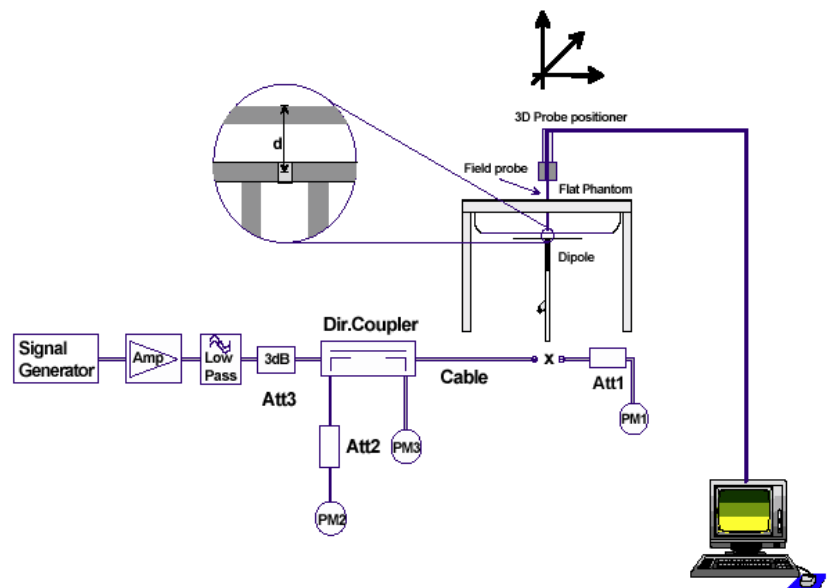 3D Probe positioner
d
Field probe
Flat Phantom
Dipole
Dir.Coupler
Signal
Generator
Amp
Low
Pass
3dB
Cable
x
Att1
Att3
PM1
Att2
PM3
PM2